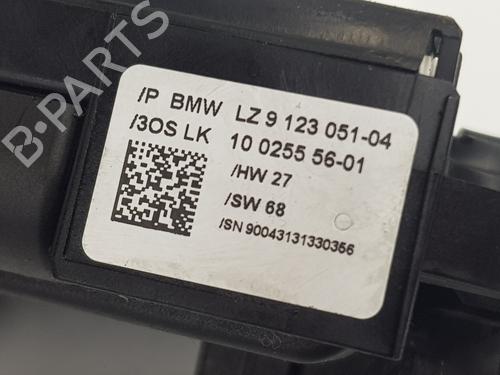 B-PARTS
/P BMW LZ 9 123 051-04
/3OS LK 10 0255 56-01
/HW 27
/SW 68
/SN 90043131330356